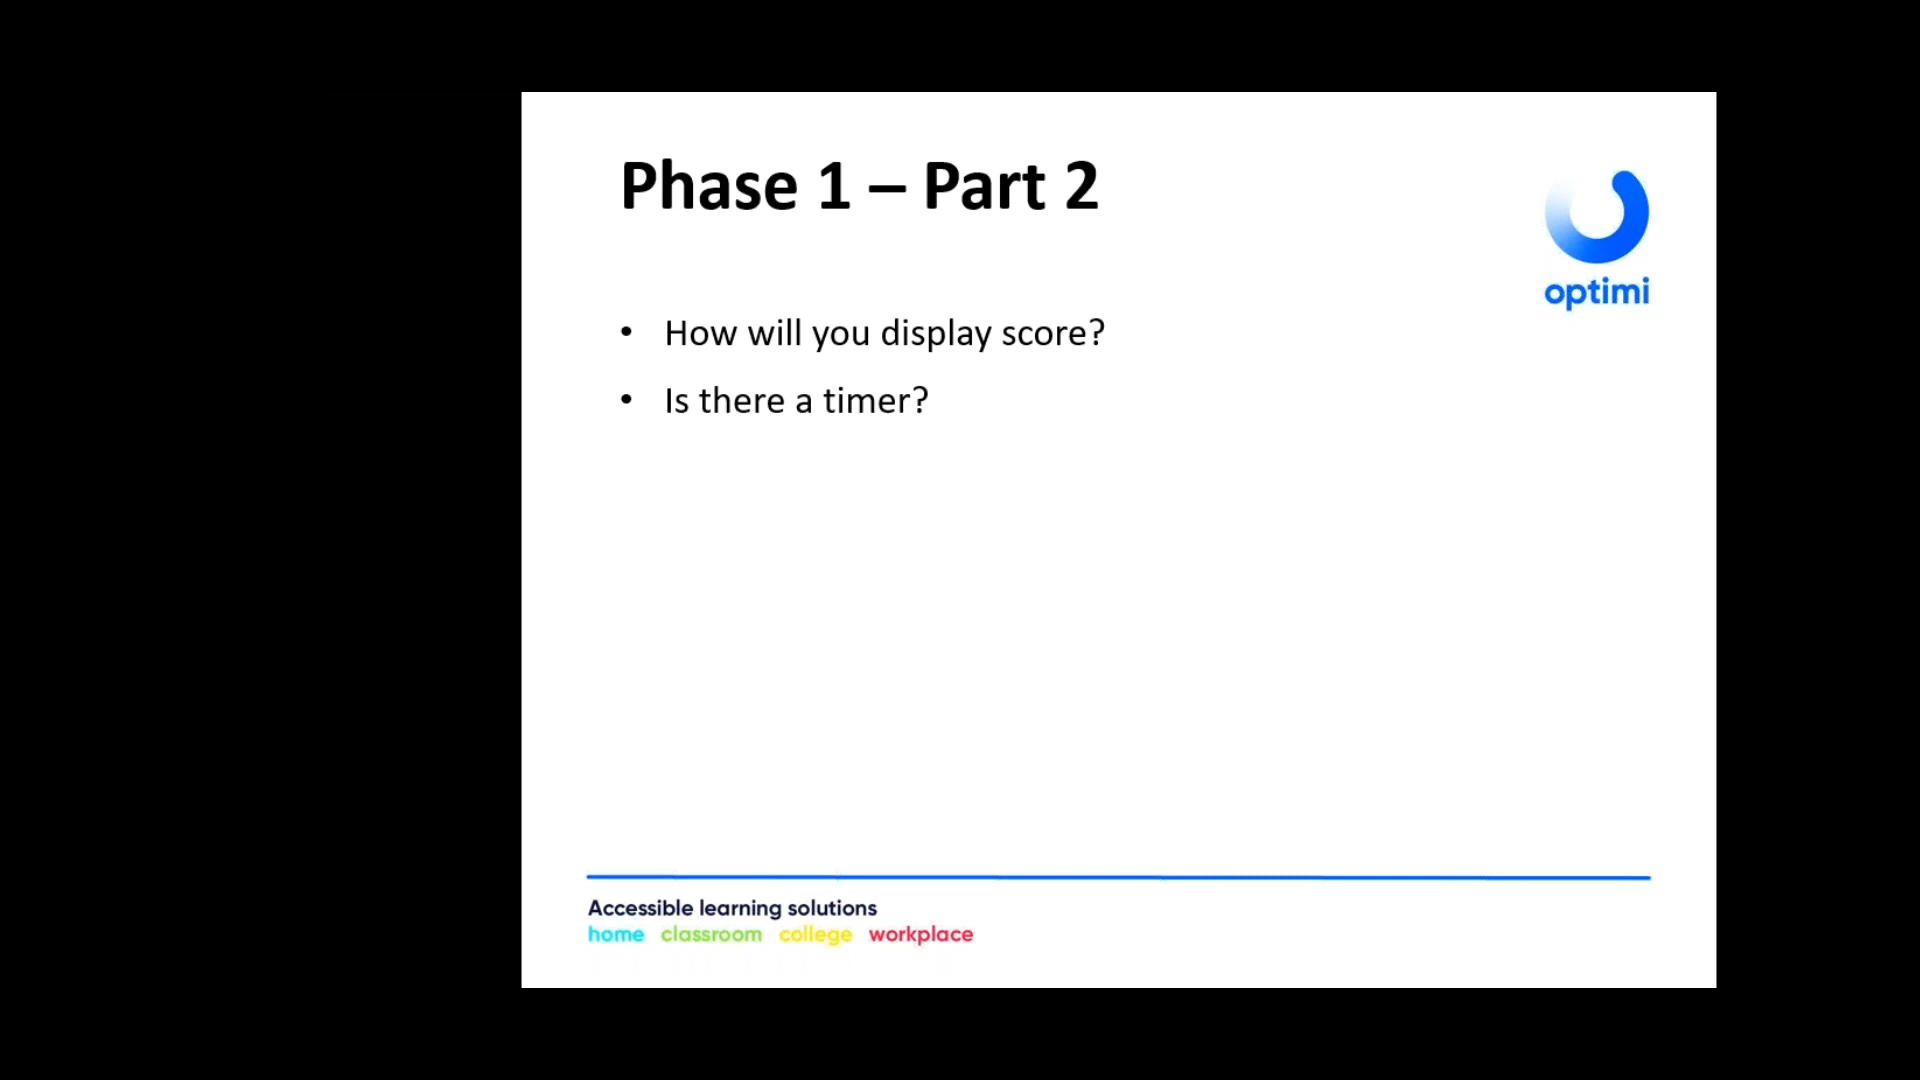 Phase 1 – Part 2
optimi
• How will you display score?
• Is there a timer?
Accessible learning solutions
home classroom college workplace